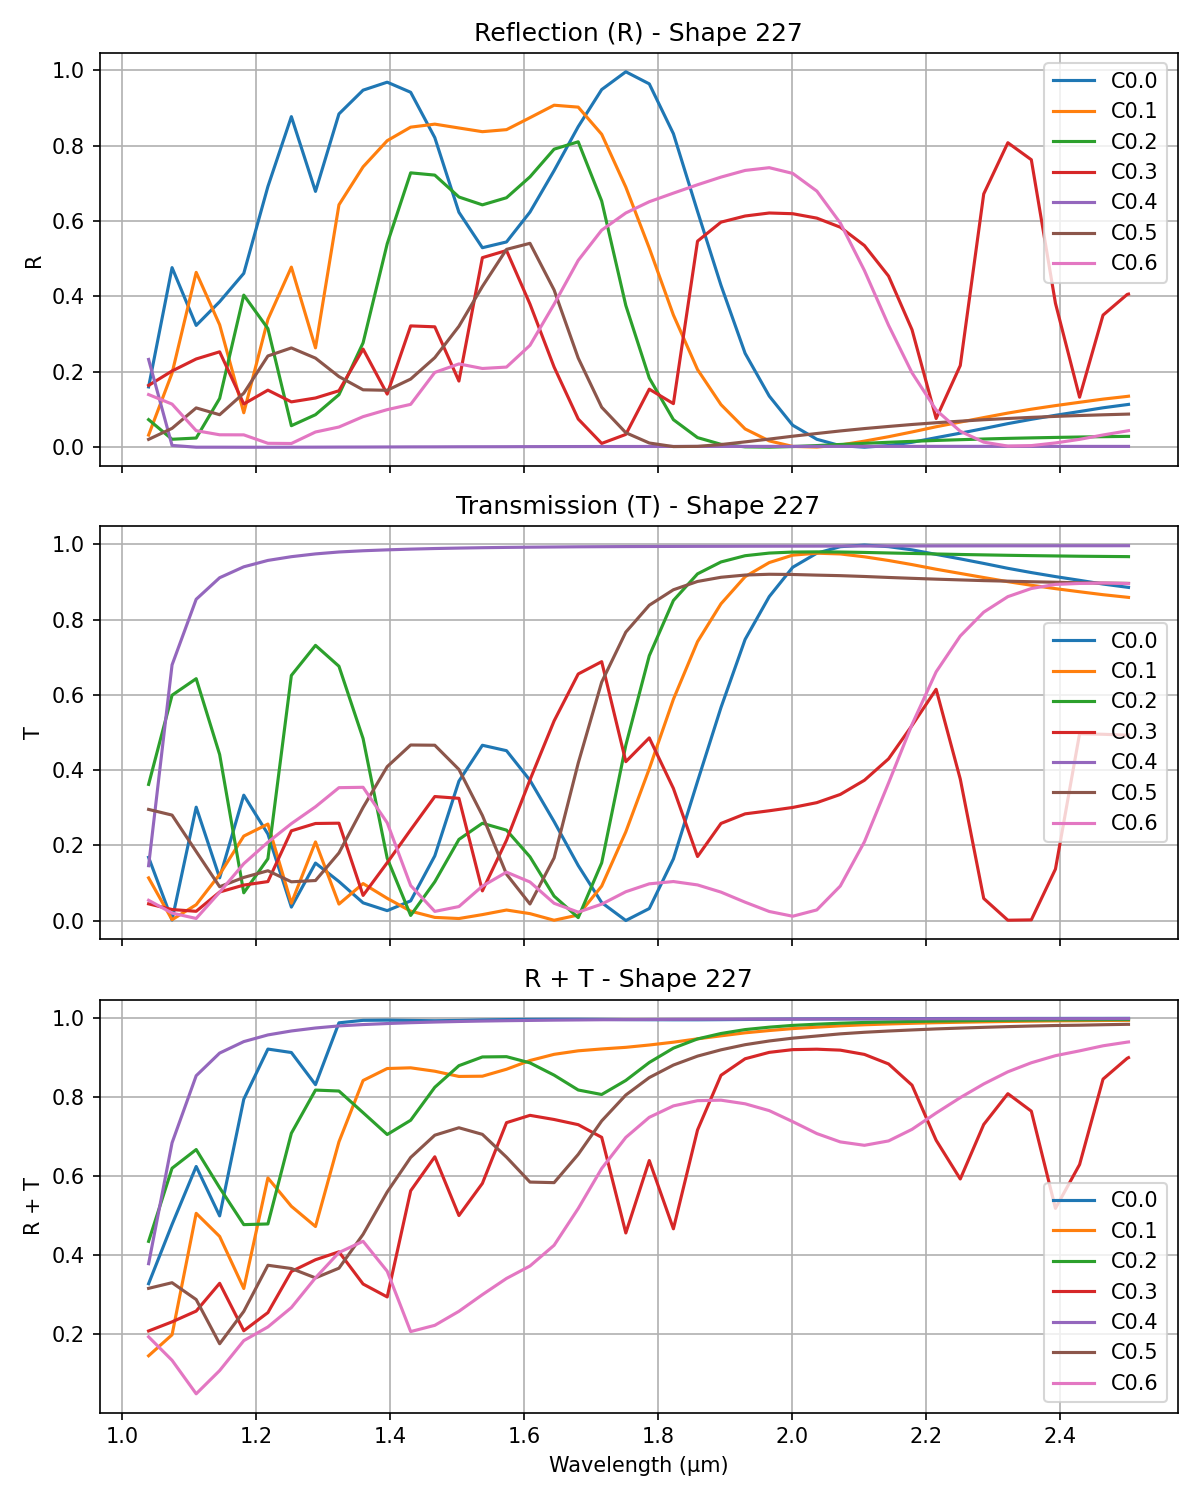 Reflection (R) - Shape 227
1.0
0.8
0.6
0.4
0.2
0.0
R
C0.0
C0.1
C0.2
C0.3
C0.4
C0.5
C0.6
Transmission (T) - Shape 227
1.0
0.8
0.6
0.4
0.2
0.0
T
C0.0
C0.1
C0.2
C0.3
C0.4
C0.5
C0.6
R + T - Shape 227
1.0
0.8
0.6
0.4
0.2
R + T
C0.0
C0.1
C0.2
C0.3
C0.4
C0.5
C0.6
1.0 1.2 1.4 1.6 1.8 2.0 2.2 2.4
Wavelength (μm)